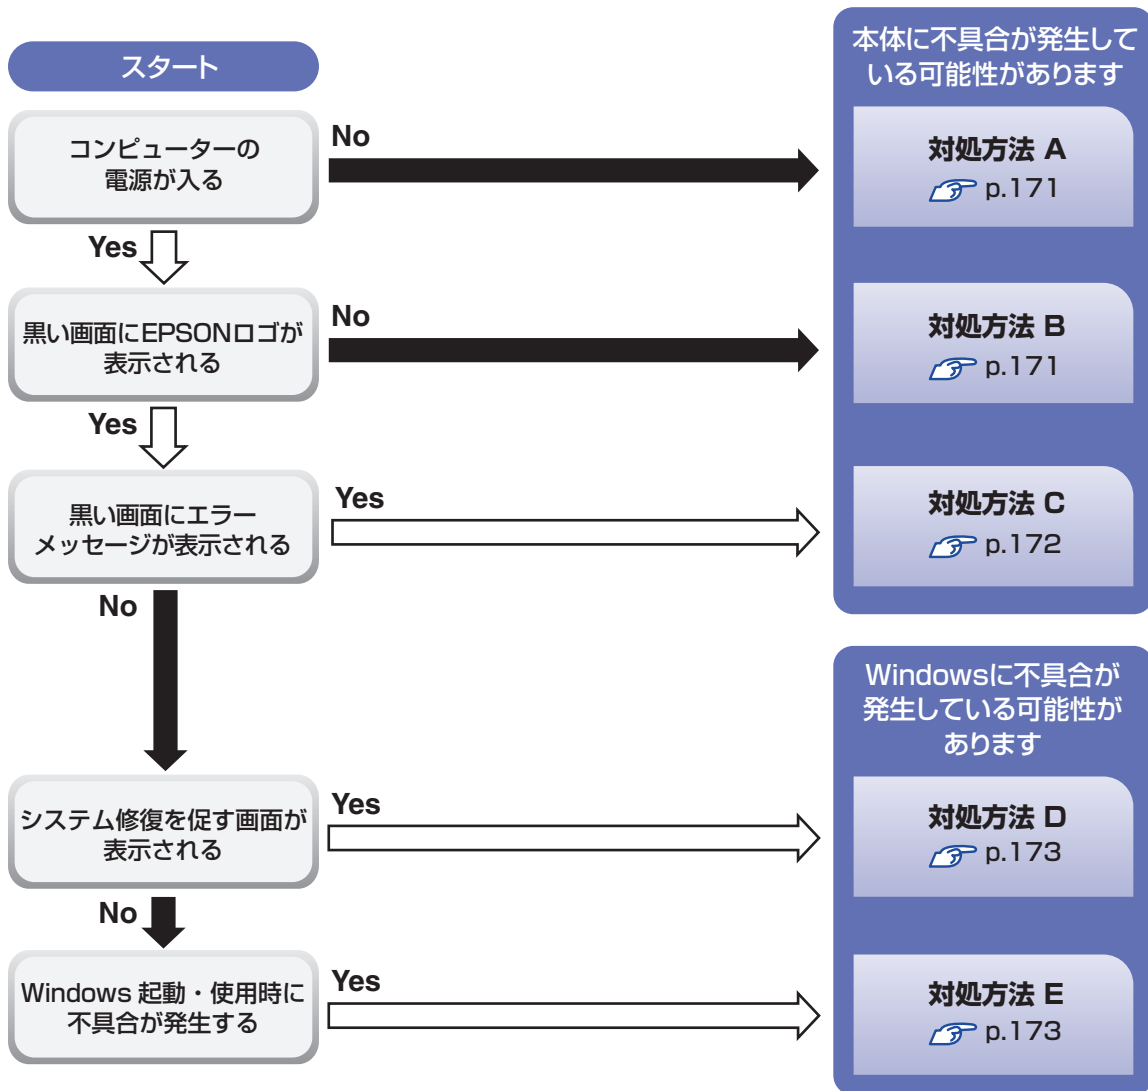 スタート
本体に不具合が発生して
いる可能性があります
コンピューターの
電源が入る
No
対処方法 A
p.171
Yes
黒い画面にEPSONロゴが
表示される
No
対処方法 B
p.171
Yes
黒い画面にエラー
メッセージが表示される
Yes
対処方法 C
p.172
No
Windowsに不具合が
発生している可能性が
あります
システム修復を促す画面が
表示される
Yes
対処方法 D
p.173
No
Windows 起動・使用時に
不具合が発生する
Yes
対処方法 E
p.173